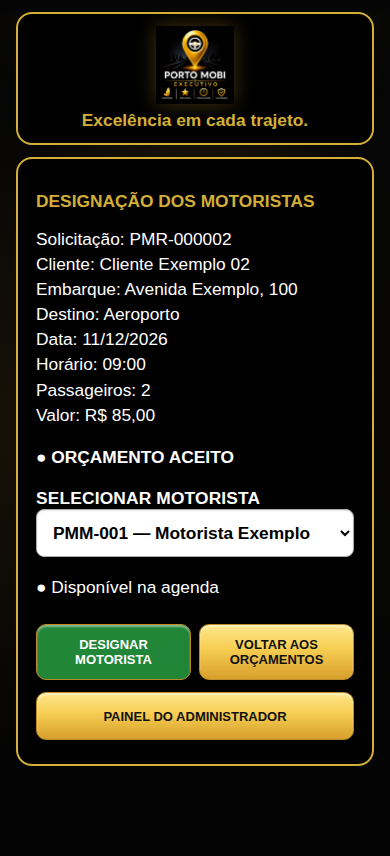 PORTO MOBI
EXECUTIVO
Excelência em cada trajeto.
DESIGNAÇÃO DOS MOTORISTAS
Solicitação: PMR-000002
Cliente: Cliente Exemplo 02
Embarque: Avenida Exemplo, 100
Destino: Aeroporto
Data: 11/12/2026
Horário: 09:00
Passageiros: 2
Valor: R$ 85,00
● ORÇAMENTO ACEITO
SELECIONAR MOTORISTA
PMM-001 — Motorista Exemplo
● Disponível na agenda
DESIGNAR
MOTORISTA
VOLTAR AOS
ORÇAMENTOS
PAINEL DO ADMINISTRADOR